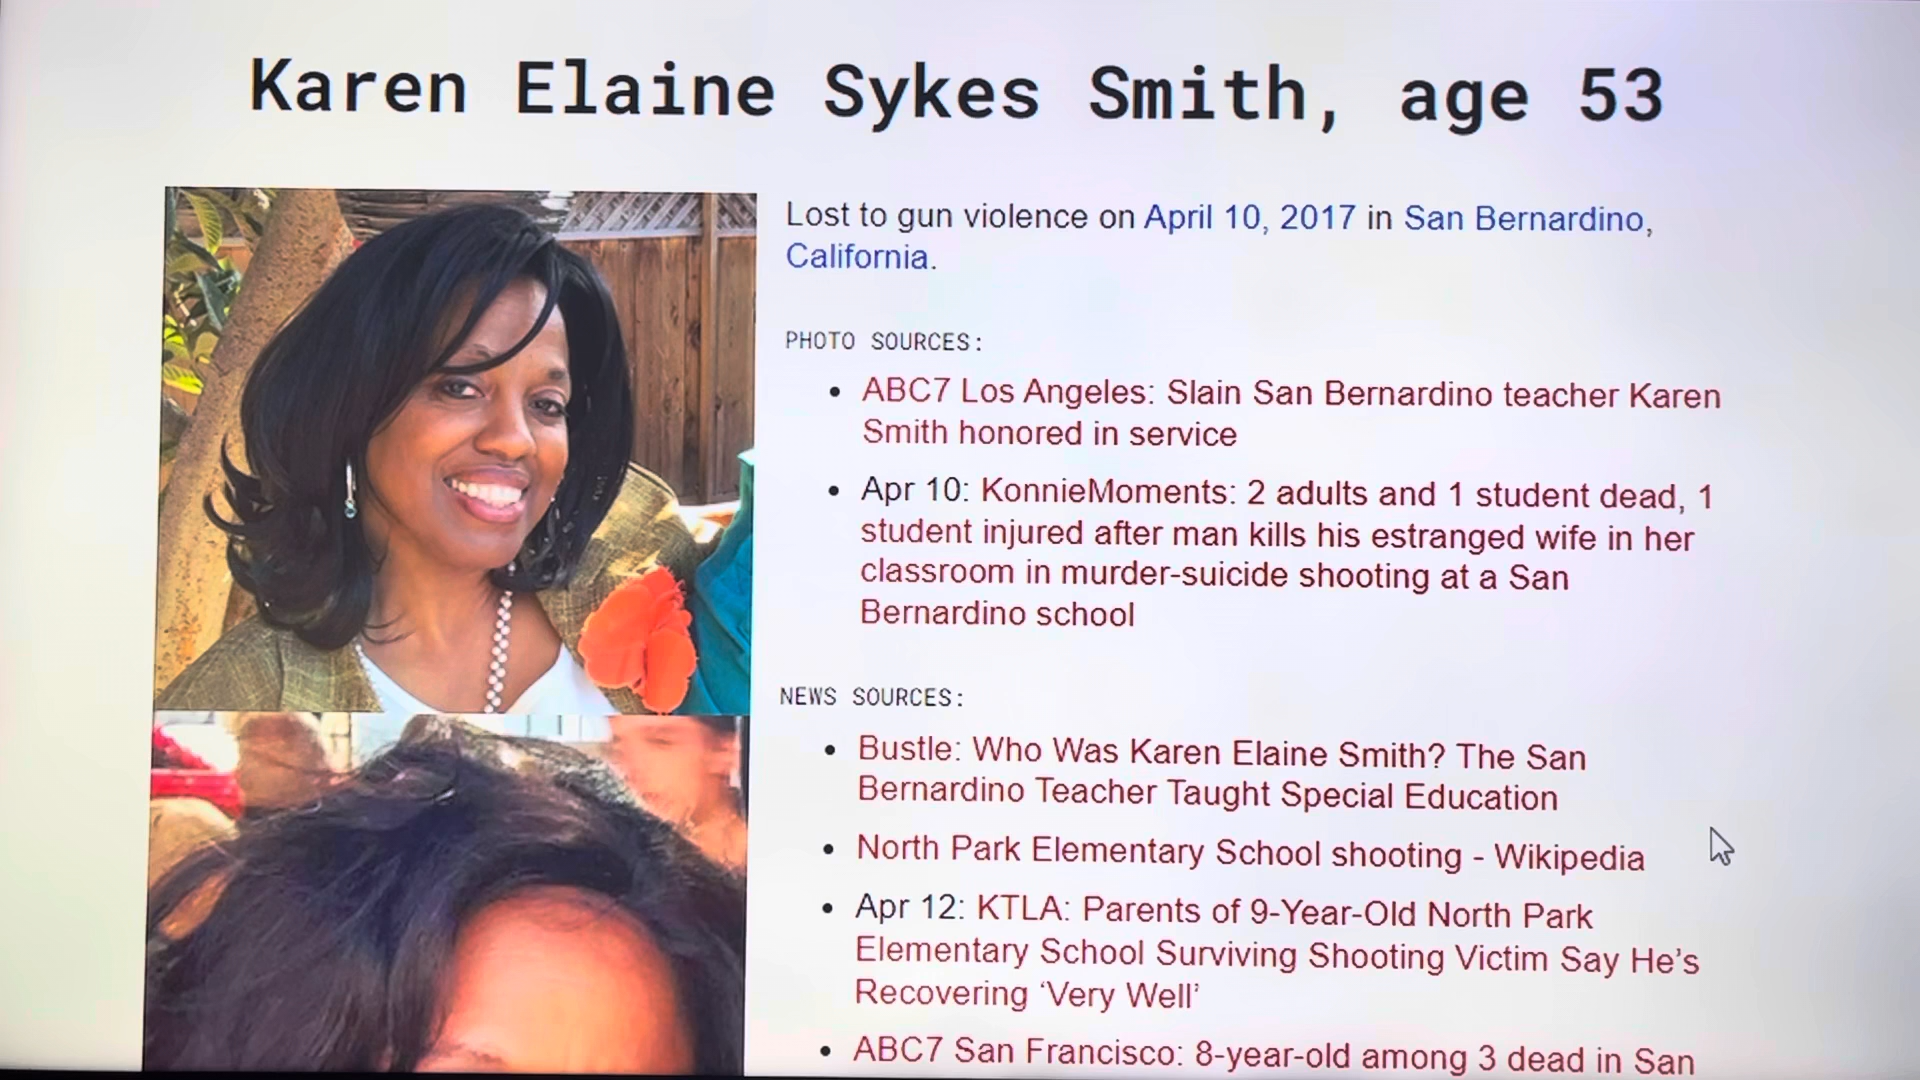 Karen Elaine Sykes Smith, age 53
Lost to gun violence on April 10, 2017 in San Bernardino,
California.
PHOTO SOURCES:
• ABC7 Los Angeles: Slain San Bernardino teacher Karen
Smith honored in service
• Apr 10: KonnieMoments: 2 adults and 1 student dead, 1
student injured after man kills his estranged wife in her
classroom in murder-suicide shooting at a San
Bernardino school
NEWS SOURCES:
• Bustle: Who Was Karen Elaine Smith? The San
Bernardino Teacher Taught Special Education
• North Park Elementary School shooting - Wikipedia
• Apr 12: KTLA: Parents of 9-Year-Old North Park
Elementary School Surviving Shooting Victim Say He's
Recovering ‘Very Well’
• ABC7 San Francisco: 8-year-old among 3 dead in San